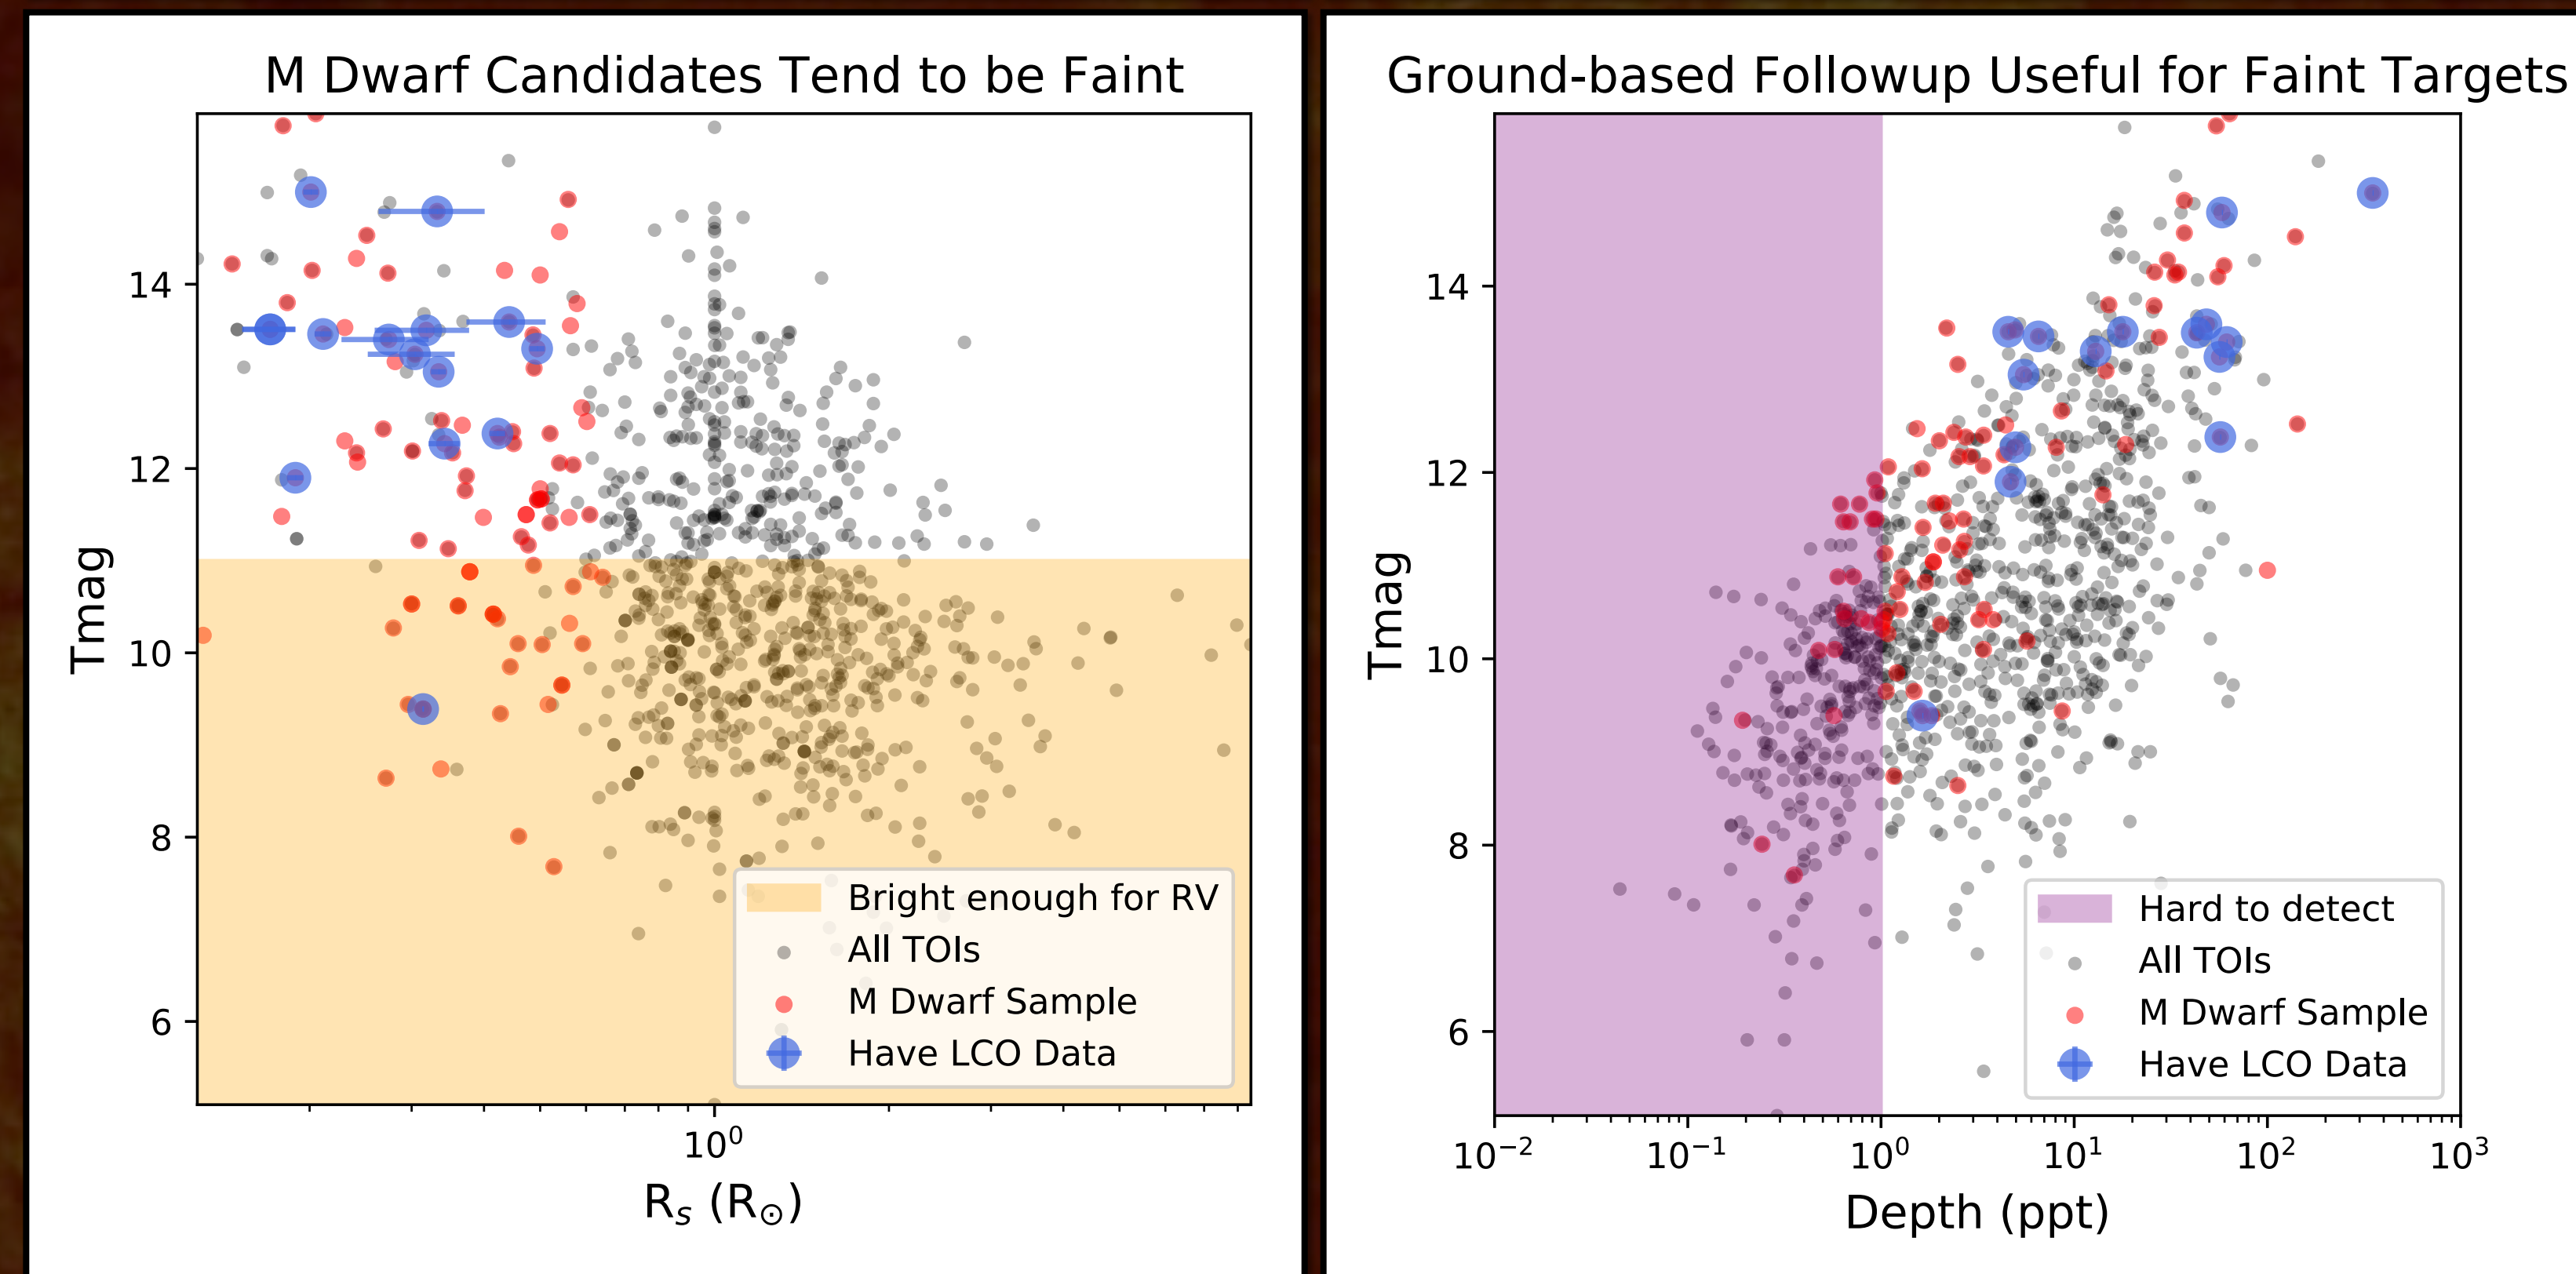 M Dwarf Candidates Tend to be Faint
14
12
10
8
6
Tmag
Bright enough for RV
All TOIs
M Dwarf Sample
Have LCO Data
10⁰
Rₛ (R☉)
Ground-based Followup Useful for Faint Targets
14
12
10
8
6
Tmag
Hard to detect
All TOIs
M Dwarf Sample
Have LCO Data
10⁻² 10⁻¹ 10⁰ 10¹ 10² 10³
Depth (ppt)